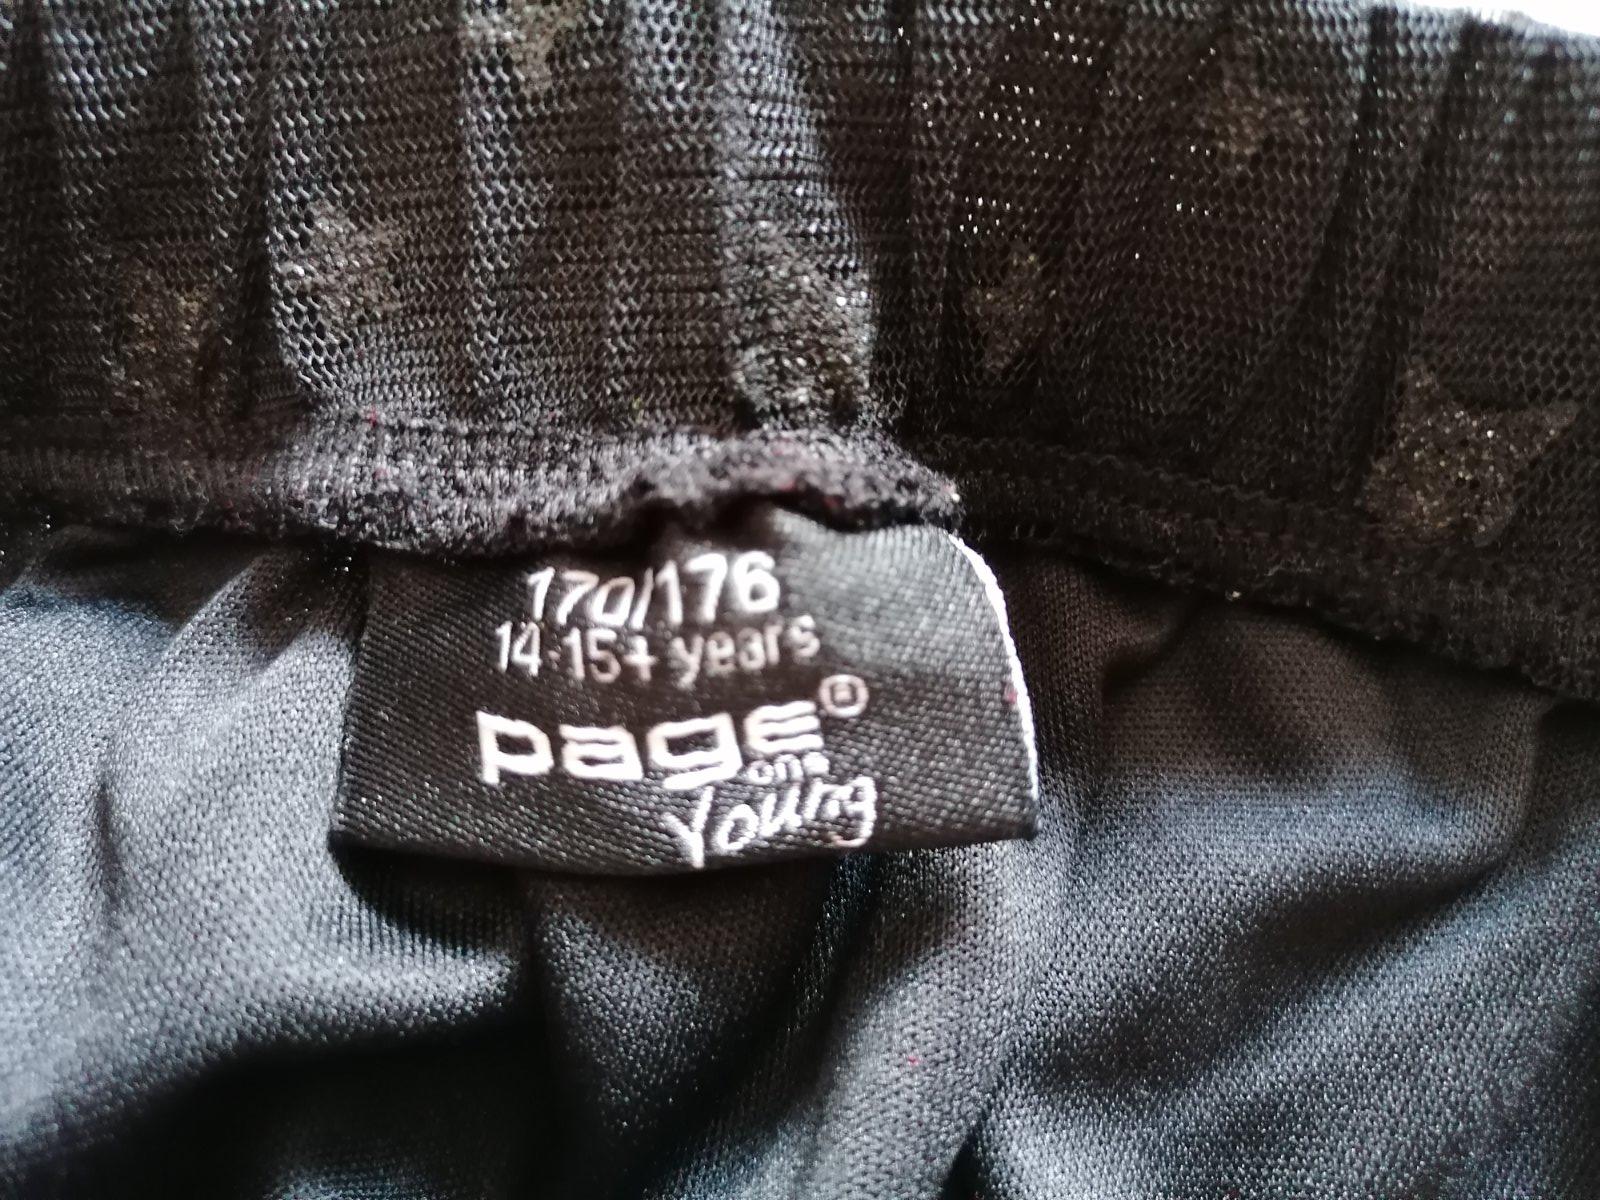 170/176
14-15+ years
page®
one
Young